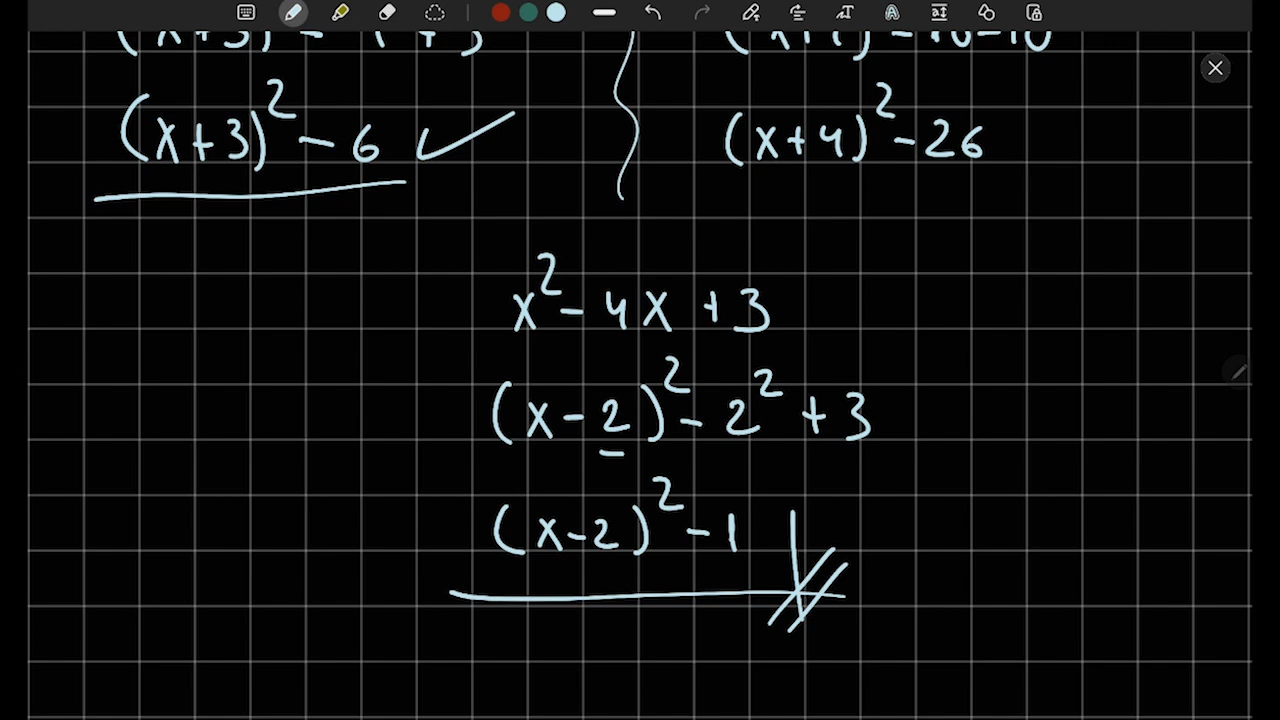 (x+3)² - 6 ✓
(x+4)² - 26
x² - 4x + 3
(x - 2)² - 2² + 3
(x - 2)² - 1